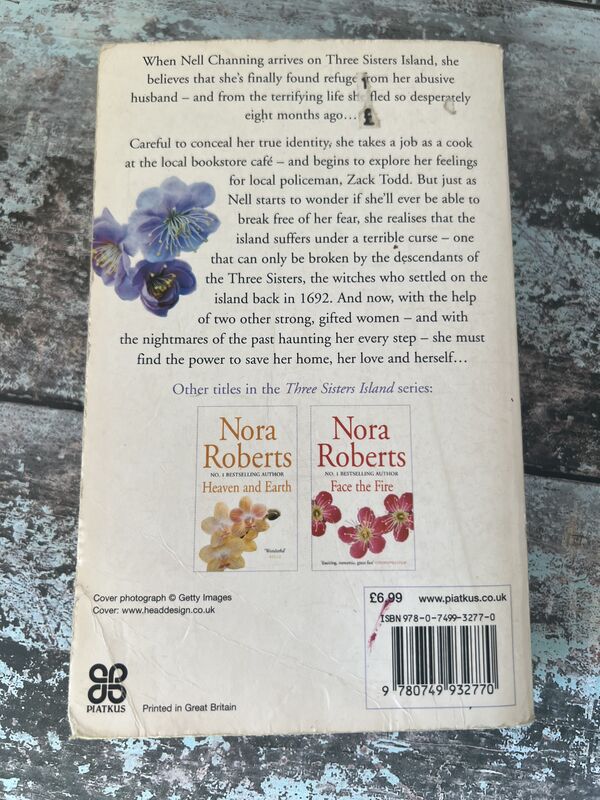 When Nell Channing arrives on Three Sisters Island, she
believes that she's finally found refuge from her abusive
husband – and from the terrifying life she fled so desperately
eight months ago…
1
£
Careful to conceal her true identity, she takes a job as a cook
at the local bookstore café – and begins to explore her feelings
for local policeman, Zack Todd. But just as
Nell starts to wonder if she'll ever be able to
break free of her fear, she realises that the
island suffers under a terrible curse – one
that can only be broken by the descendants of
the Three Sisters, the witches who settled on the
island back in 1692. And now, with the help
of two other strong, gifted women – and with
the nightmares of the past haunting her every step – she must
find the power to save her home, her love and herself…
Other titles in the Three Sisters Island series:
Nora
Roberts
NO. 1 BESTSELLING AUTHOR
Heaven and Earth
'Wonderful'
Nora
Roberts
NO. 1 BESTSELLING AUTHOR
Face the Fire
Cover photograph © Getty Images
Cover: www.headdesign.co.uk
PIATKUS
Printed in Great Britain
£6.99 www.piatkus.co.uk
ISBN 978-0-7499-3277-0
9 780749 932770